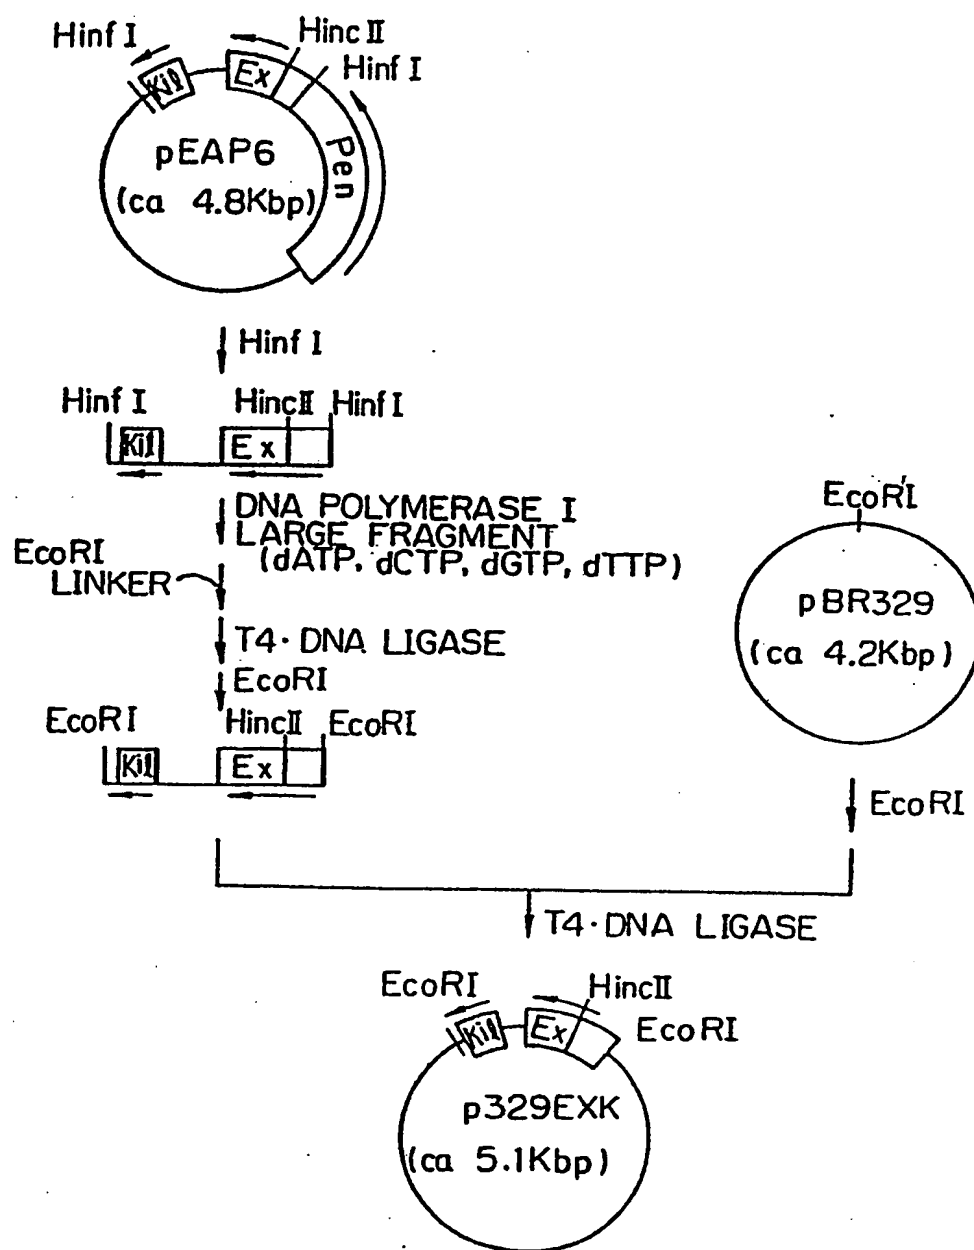 Hinf I
Hinc II
Hinf I
Kil
Ex
Pen
pEAP6
(ca 4.8Kbp)
Hinf I
Hinf I
HincII
Hinf I
Kil
Ex
DNA POLYMERASE I
LARGE FRAGMENT
(dATP, dCTP, dGTP, dTTP)
EcoRI
LINKER
T4·DNA LIGASE
EcoRI
EcoRI
HincII
EcoRI
Kil
Ex
EcoRI
pBR329
(ca 4.2Kbp)
EcoRI
T4·DNA LIGASE
EcoRI
HincII
EcoRI
Kil
Ex
p329EXK
(ca 5.1Kbp)